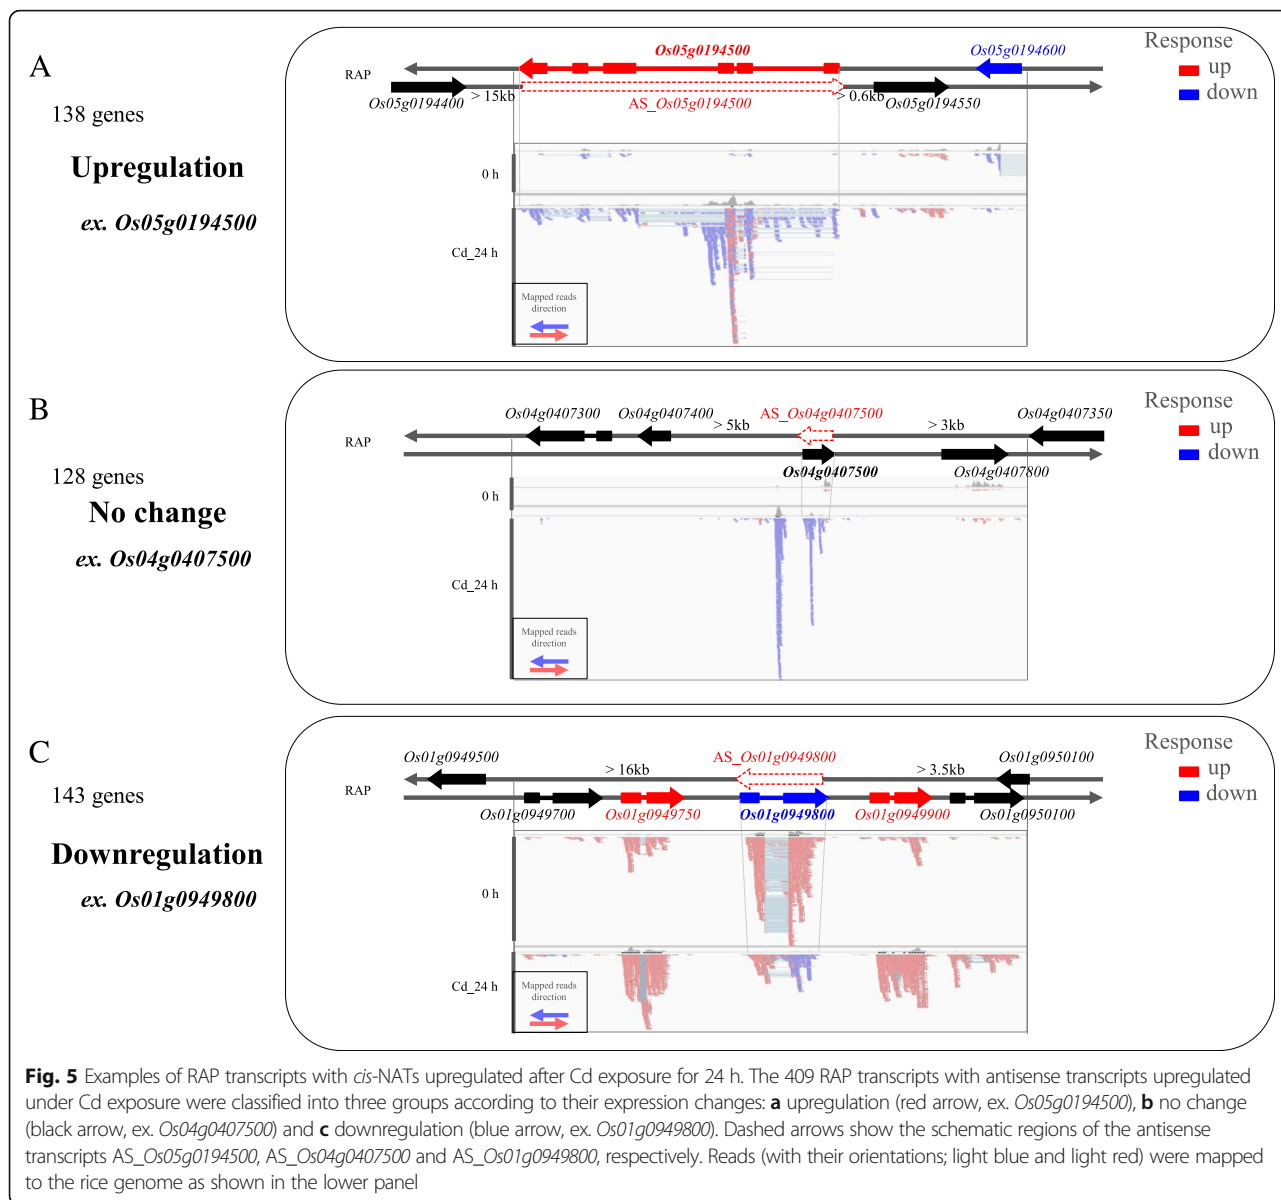 A
138 genes
Upregulation
ex. Os05g0194500
RAP
Os05g0194500
Os05g0194600
Os05g0194400
> 15kb
AS_Os05g0194500
> 0.6kb
Os05g0194550
Response
up
down
0 h
Cd_24 h
Mapped reads
direction
B
128 genes
No change
ex. Os04g0407500
RAP
Os04g0407300
Os04g0407400
> 5kb
AS_Os04g0407500
> 3kb
Os04g0407350
Os04g0407500
Os04g0407800
Response
up
down
0 h
Cd_24 h
Mapped reads
direction
C
143 genes
Downregulation
ex. Os01g0949800
RAP
Os01g0949500
> 16kb
AS_Os01g0949800
> 3.5kb
Os01g0950100
Os01g0949700
Os01g0949750
Os01g0949800
Os01g0949900
Os01g0950100
Response
up
down
0 h
Cd_24 h
Mapped reads
direction
Fig. 5 Examples of RAP transcripts with cis-NATs upregulated after Cd exposure for 24 h. The 409 RAP transcripts with antisense transcripts upregulated
under Cd exposure were classified into three groups according to their expression changes: a upregulation (red arrow, ex. Os05g0194500), b no change
(black arrow, ex. Os04g0407500) and c downregulation (blue arrow, ex. Os01g0949800). Dashed arrows show the schematic regions of the antisense
transcripts AS_Os05g0194500, AS_Os04g0407500 and AS_Os01g0949800, respectively. Reads (with their orientations; light blue and light red) were mapped
to the rice genome as shown in the lower panel